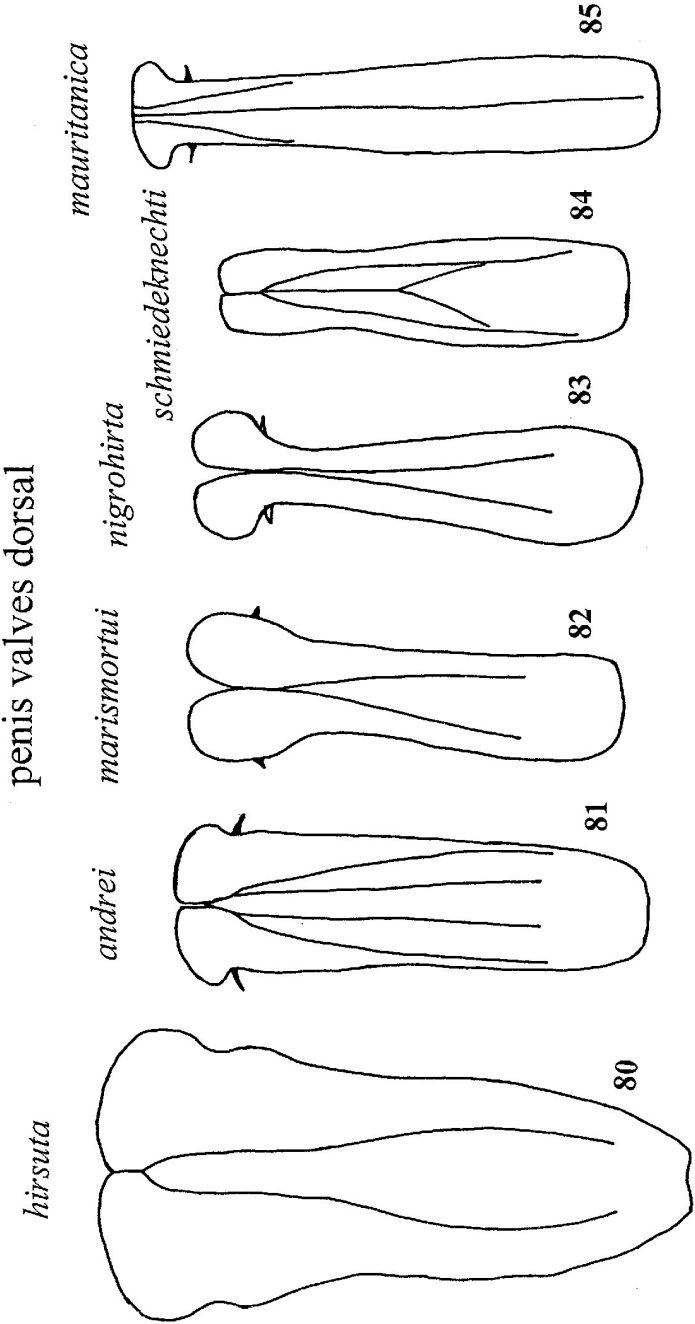 penis valves dorsal
hirsuta
andrei
marismortui
nigrohirta
schmiedeknechti
mauritanica
80
81
82
83
84
85